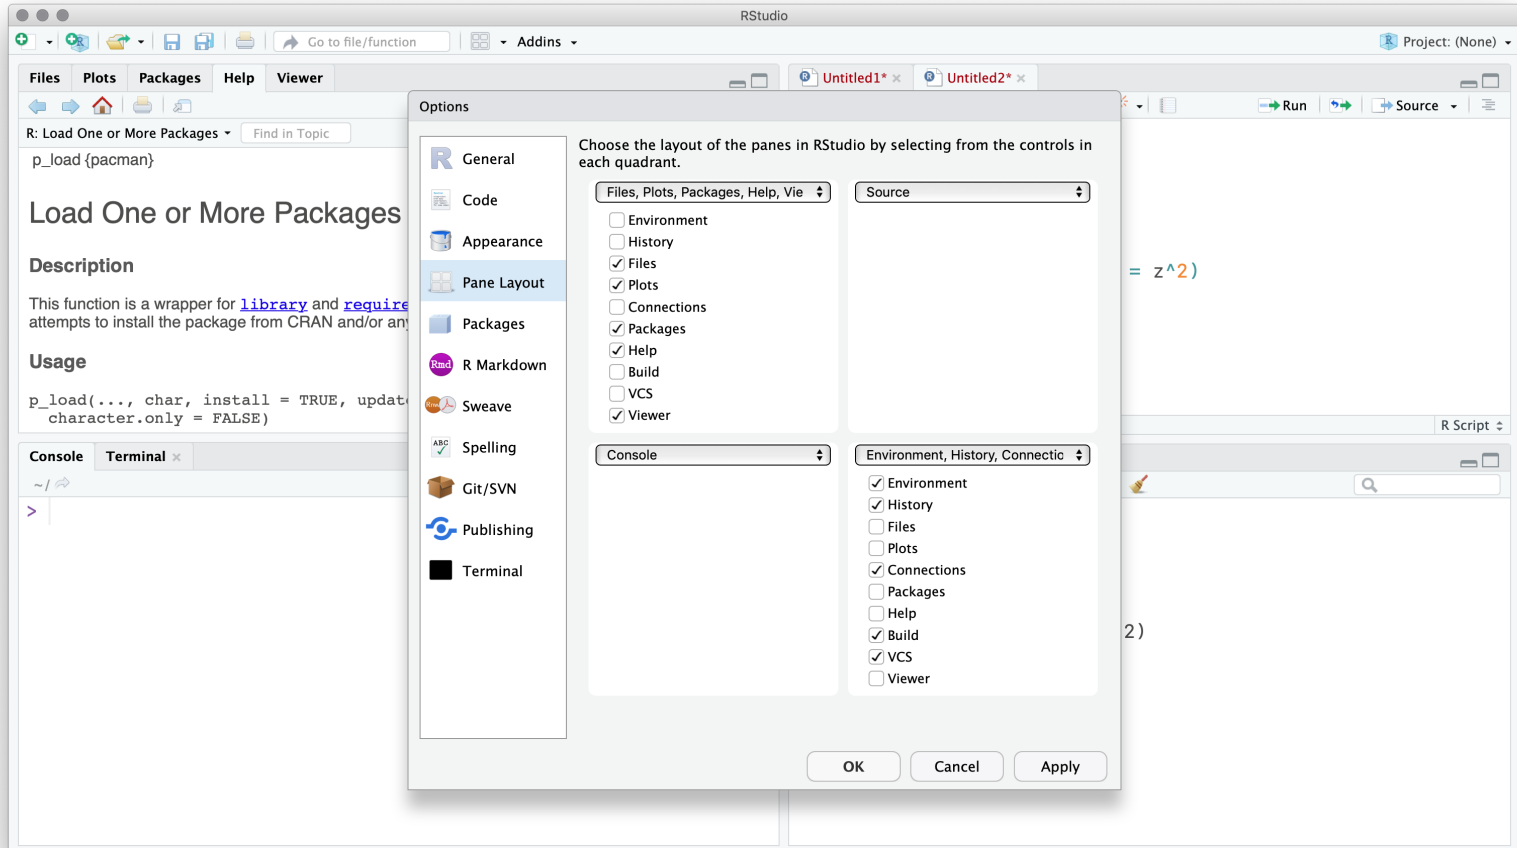 RStudio
Go to file/function
Addins
Project: (None)
Files Plots Packages Help Viewer
Untitled1* Untitled2*
Run Source
R: Load One or More Packages Find in Topic
p_load {pacman}
Load One or More Packages
Description
This function is a wrapper for library and require
attempts to install the package from CRAN and/or any
Usage
p_load(..., char, install = TRUE, update
character.only = FALSE)
Console Terminal
~/
>
Options
General
Code
Appearance
Pane Layout
Packages
Rmd R Markdown
Sweave
ABC Spelling
Git/SVN
Publishing
Terminal
Choose the layout of the panes in RStudio by selecting from the controls in
each quadrant.
Files, Plots, Packages, Help, Vie
Environment
History
Files
Plots
Connections
Packages
Help
Build
VCS
Viewer
Source
Console
Environment, History, Connectio
Environment
History
Files
Plots
Connections
Packages
Help
Build
VCS
Viewer
OK Cancel Apply
= z^2)
R Script
2)